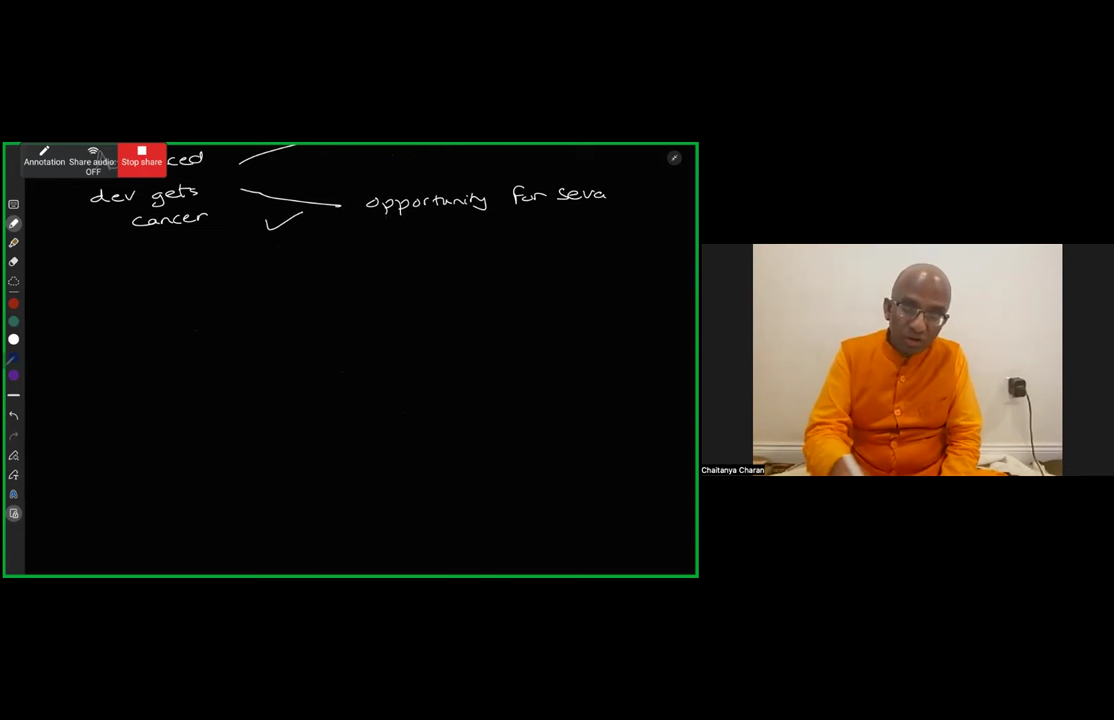 Annotation
Share audio:
OFF
Stop share
ced
dev gets
cancer
opportunity for seva
Chaitanya Charan